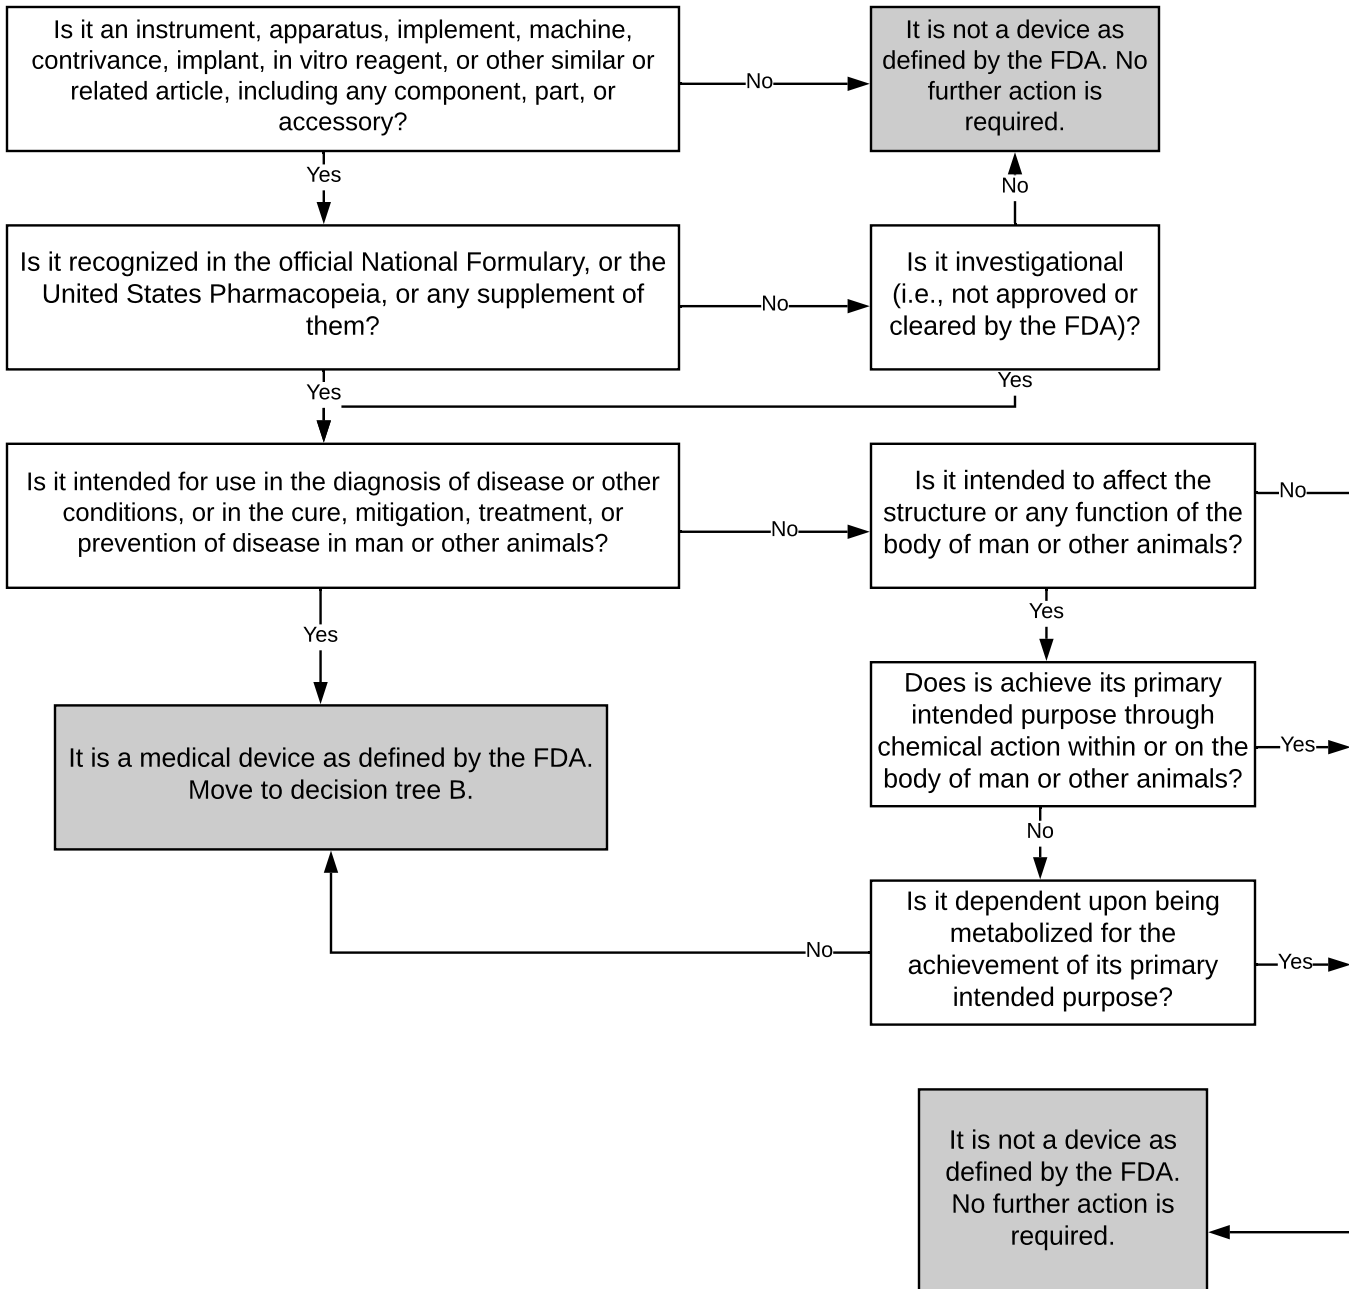 Is it an instrument, apparatus, implement, machine,
contrivance, implant, in vitro reagent, or other similar or
related article, including any component, part, or
accessory?
No
It is not a device as
defined by the FDA. No
further action is
required.
Yes
No
Is it recognized in the official National Formulary, or the
United States Pharmacopeia, or any supplement of
them?
No
Is it investigational
(i.e., not approved or
cleared by the FDA)?
Yes
Yes
Is it intended for use in the diagnosis of disease or other
conditions, or in the cure, mitigation, treatment, or
prevention of disease in man or other animals?
No
Is it intended to affect the
structure or any function of the
body of man or other animals?
No
Yes
Yes
Does is achieve its primary
intended purpose through
chemical action within or on the
body of man or other animals?
Yes
It is a medical device as defined by the FDA.
Move to decision tree B.
No
Is it dependent upon being
metabolized for the
achievement of its primary
intended purpose?
No
Yes
It is not a device as
defined by the FDA.
No further action is
required.